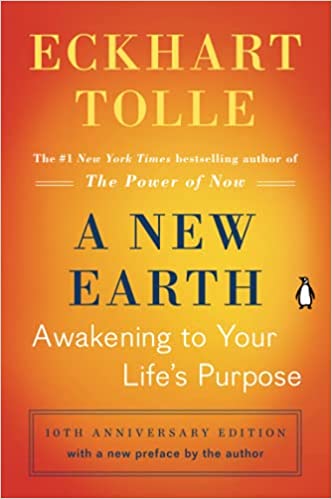 ECKHART
TOLLE
The #1 New York Times bestselling author of
The Power of Now
A NEW
EARTH
Awakening to Your
Life's Purpose
10TH ANNIVERSARY EDITION
with a new preface by the author